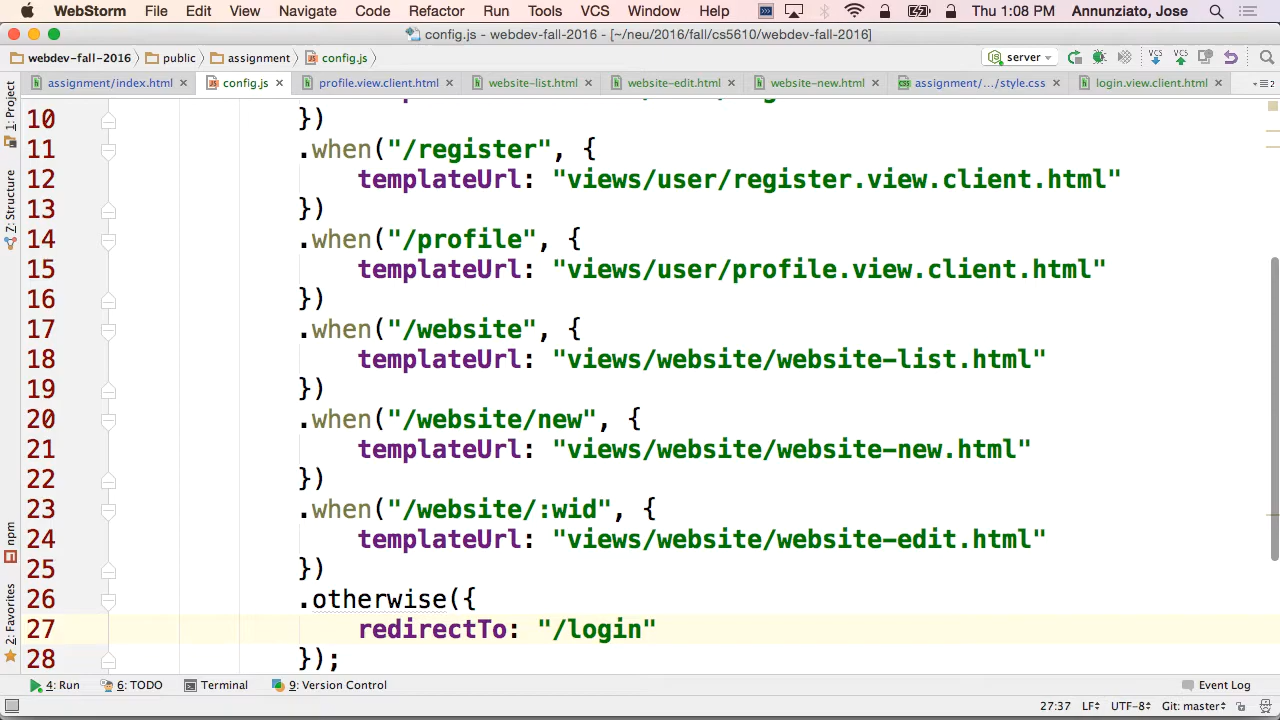 WebStorm File Edit View Navigate Code Refactor Run Tools VCS Window Help Thu 1:08 PM Annunziato, Jose
config.js - webdev-fall-2016 - [~/neu/2016/fall/cs5610/webdev-fall-2016]
webdev-fall-2016 public assignment config.js server VCS VCS
assignment/index.html config.js profile.view.client.html website-list.html website-edit.html website-new.html assignment/.../style.css login.view.client.html
1: Project
Z: Structure
npm
2: Favorites
10 })
11 .when("/register", {
12 templateUrl: "views/user/register.view.client.html"
13 })
14 .when("/profile", {
15 templateUrl: "views/user/profile.view.client.html"
16 })
17 .when("/website", {
18 templateUrl: "views/website/website-list.html"
19 })
20 .when("/website/new", {
21 templateUrl: "views/website/website-new.html"
22 })
23 .when("/website/:wid", {
24 templateUrl: "views/website/website-edit.html"
25 })
26 .otherwise({
27 redirectTo: "/login"
28 });
4: Run 6: TODO Terminal 9: Version Control Event Log
27:37 LF UTF-8 Git: master